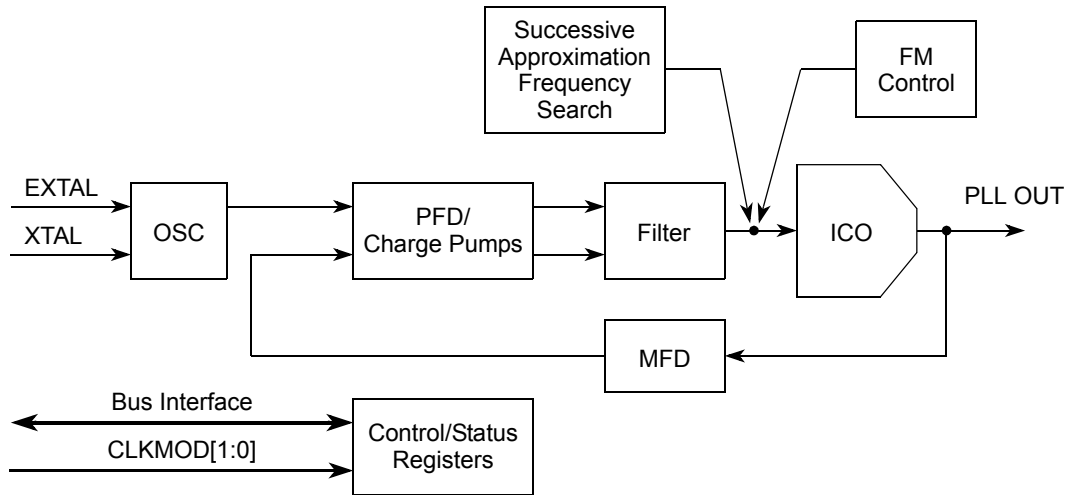 Successive
Approximation
Frequency
Search
FM
Control
EXTAL
XTAL
OSC
PFD/
Charge Pumps
Filter
ICO
PLL OUT
MFD
Bus Interface
CLKMOD[1:0]
Control/Status
Registers